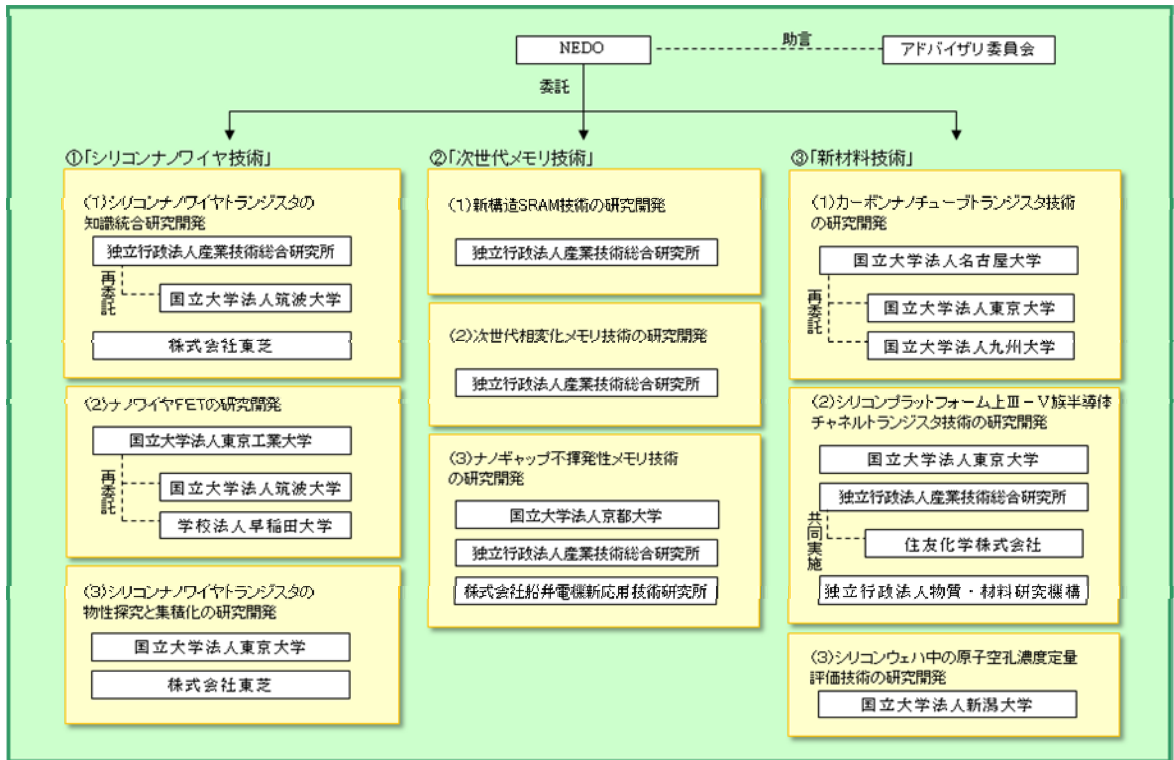 NEDO
助言
アドバイザリ委員会
委託
①「シリコンナノワイヤ技術」
(1)シリコンナノワイヤトランジスタの
知識統合研究開発
独立行政法人産業技術総合研究所
再委託
国立大学法人筑波大学
株式会社東芝
(2)ナノワイヤFETの研究開発
国立大学法人東京工業大学
再委託
国立大学法人筑波大学
学校法人早稲田大学
(3)シリコンナノワイヤトランジスタの
物性探究と集積化の研究開発
国立大学法人東京大学
株式会社東芝
②「次世代メモリ技術」
(1)新構造SRAM技術の研究開発
独立行政法人産業技術総合研究所
(2)次世代相変化メモリ技術の研究開発
独立行政法人産業技術総合研究所
(3)ナノギャップ不揮発性メモリ技術
の研究開発
国立大学法人京都大学
独立行政法人産業技術総合研究所
株式会社船井電機新応用技術研究所
③「新材料技術」
(1)カーボンナノチューブトランジスタ技術
の研究開発
国立大学法人名古屋大学
再委託
国立大学法人東京大学
国立大学法人九州大学
(2)シリコンプラットフォーム上Ⅲ－Ⅴ族半導体
チャネルトランジスタ技術の研究開発
国立大学法人東京大学
独立行政法人産業技術総合研究所
共同実施
住友化学株式会社
独立行政法人物質・材料研究機構
(3)シリコンウェハ中の原子空孔濃度定量
評価技術の研究開発
国立大学法人新潟大学